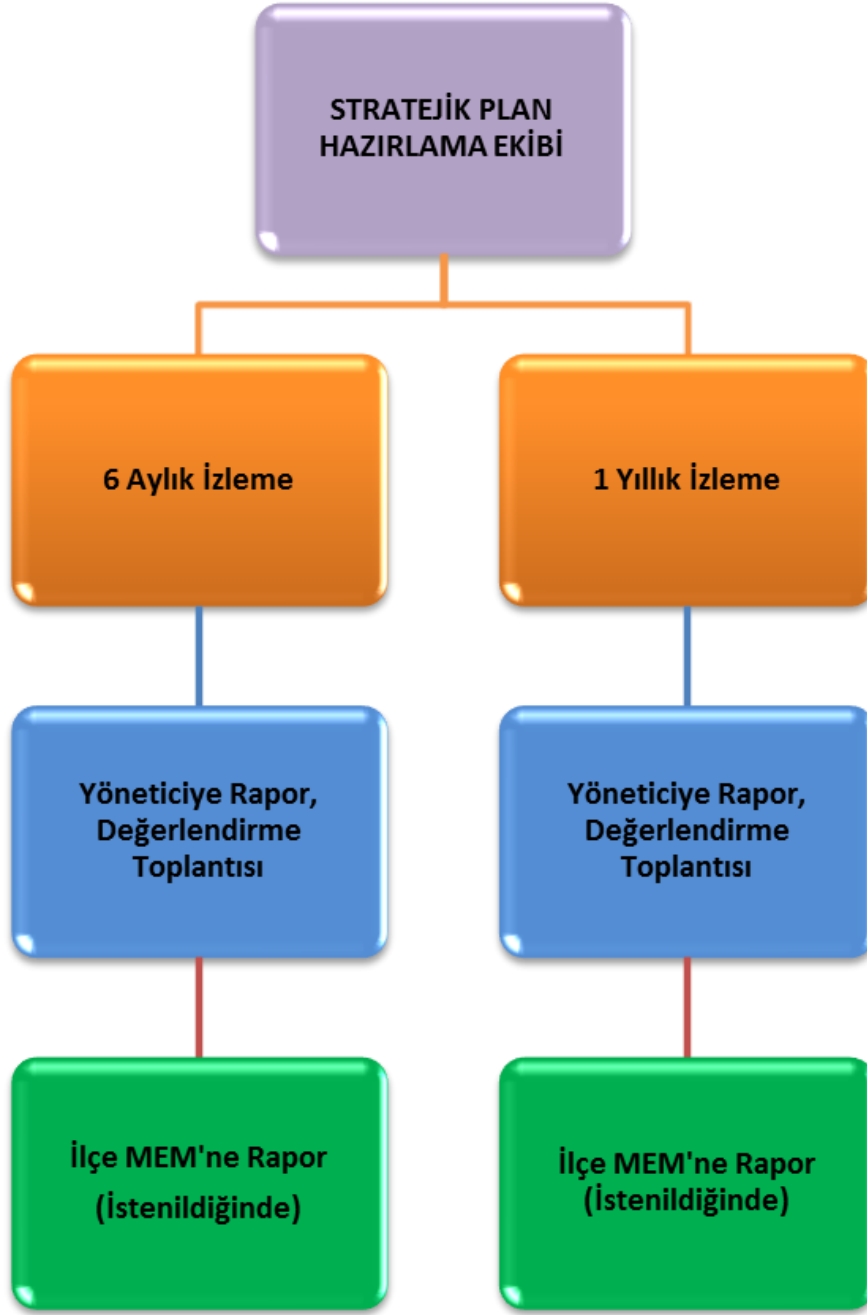 STRATEJİK PLAN
HAZIRLAMA EKİBİ
6 Aylık İzleme
1 Yıllık İzleme
Yöneticiye Rapor,
Değerlendirme
Toplantısı
Yöneticiye Rapor,
Değerlendirme
Toplantısı
İlçe MEM'ne Rapor
(İstenildiğinde)
İlçe MEM'ne Rapor
(İstenildiğinde)